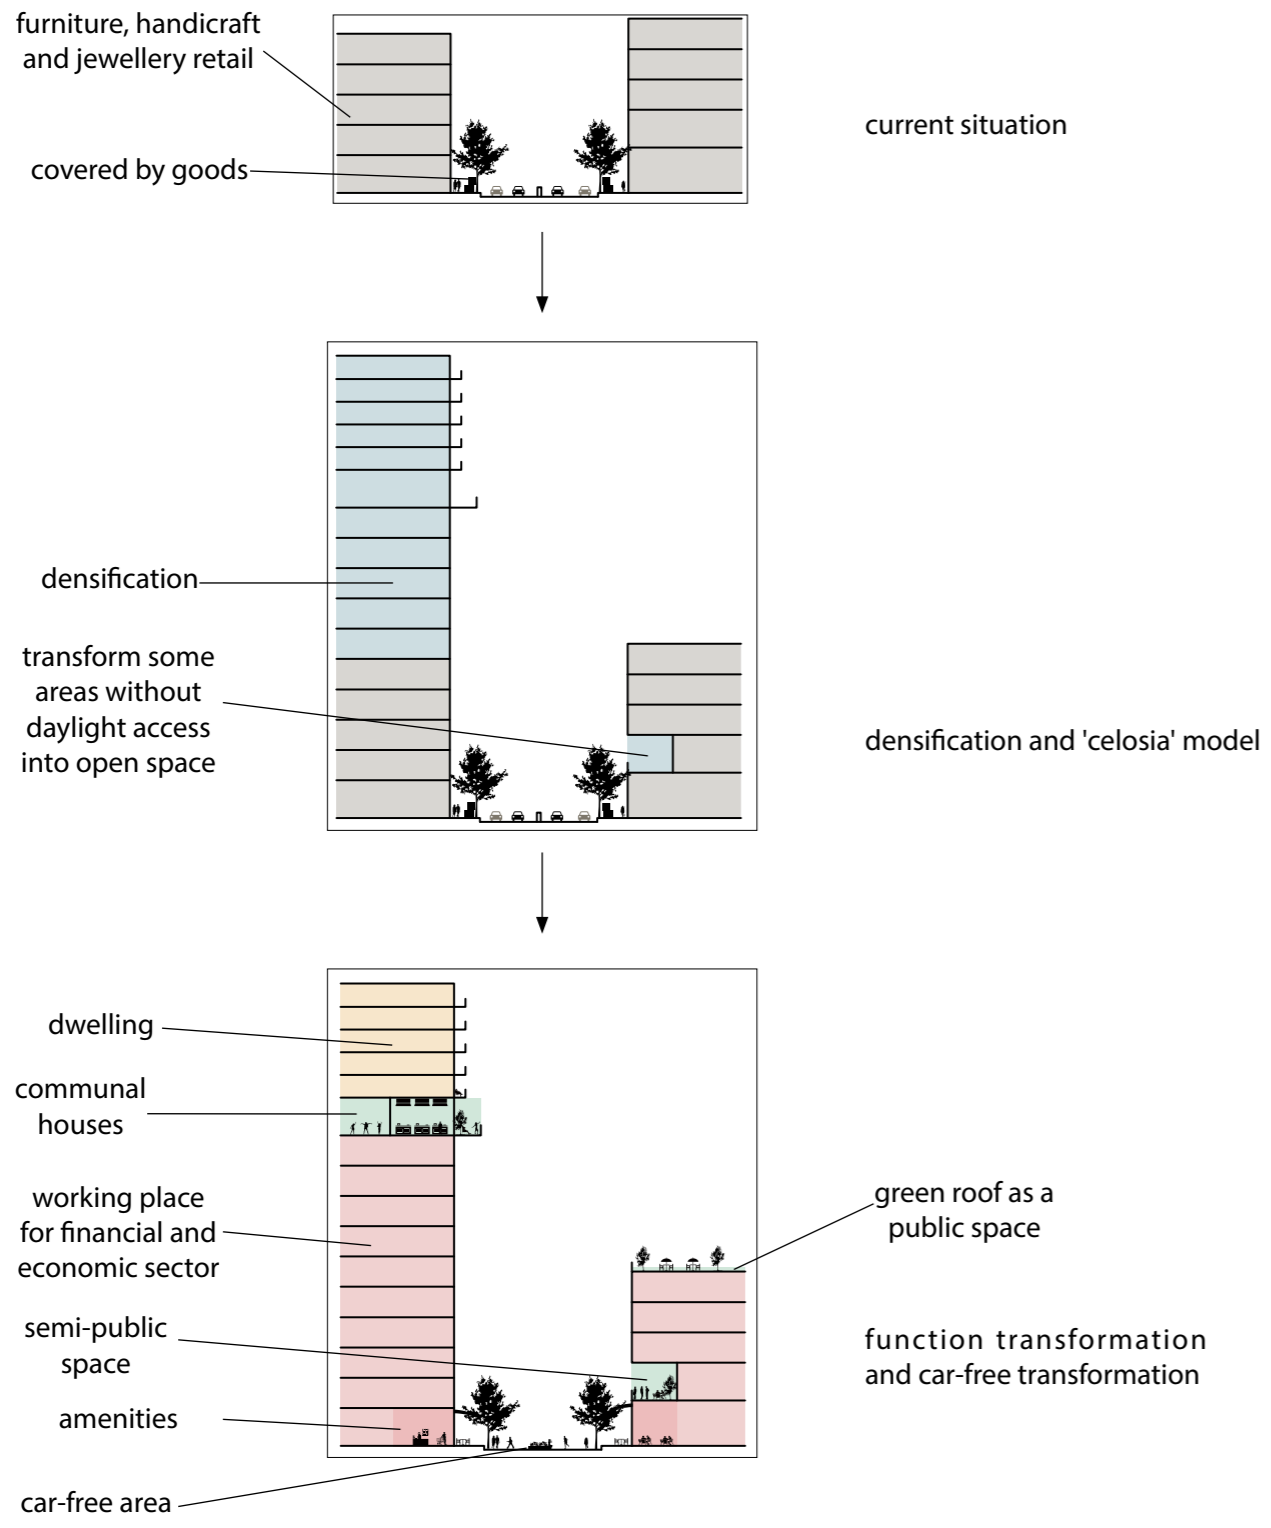 furniture, handicraft
and jewellery retail
covered by goods
current situation
densification
transform some
areas without
daylight access
into open space
densification and 'celosia' model
dwelling
communal
houses
working place
for financial and
economic sector
green roof as a
public space
semi-public
space
function transformation
and car-free transformation
amenities
car-free area